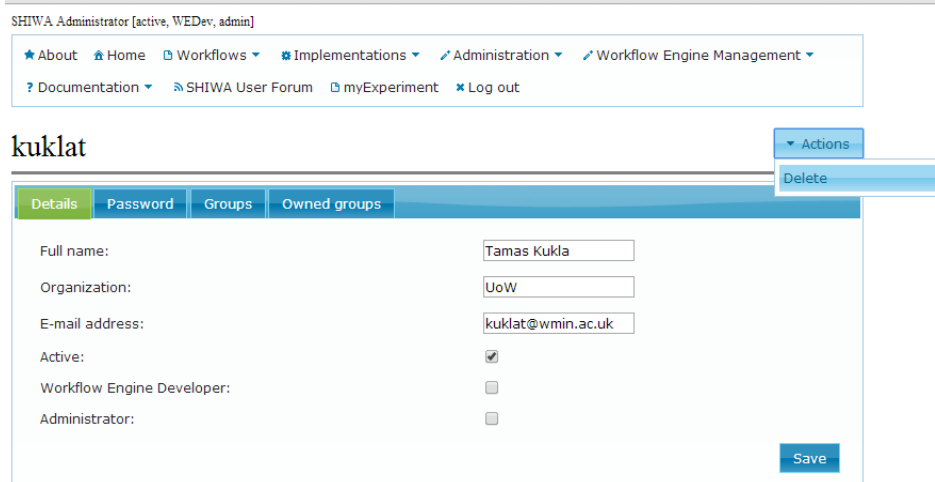 SHIWA Administrator [active, WEDev, admin]
About Home Workflows Implementations Administration Workflow Engine Management
? Documentation SHIWA User Forum myExperiment Log out
kuklat
Actions
Delete
Details Password Groups Owned groups
Full name: Tamas Kukla
Organization: UoW
E-mail address: kuklat@wmin.ac.uk
Active:
Workflow Engine Developer:
Administrator:
Save